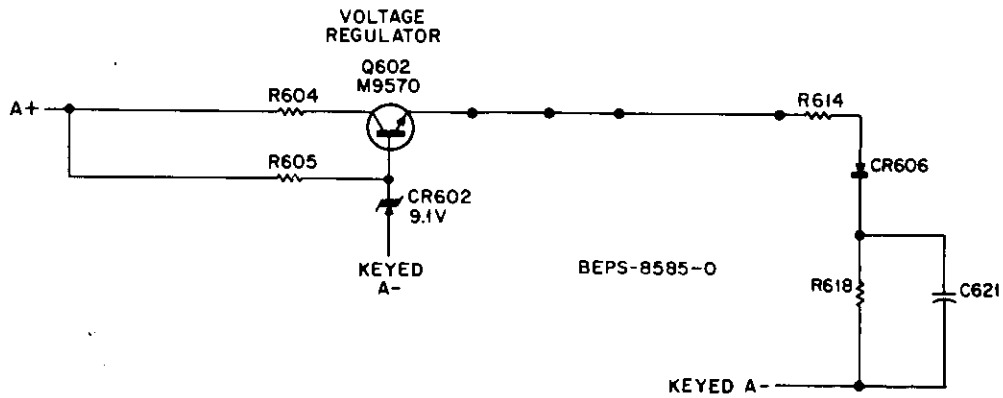 VOLTAGE
REGULATOR
Q602
M9570
A+
R604
R614
R605
CR602
9.1V
CR606
KEYED
A-
BEPS-8585-0
R618
C621
KEYED A-